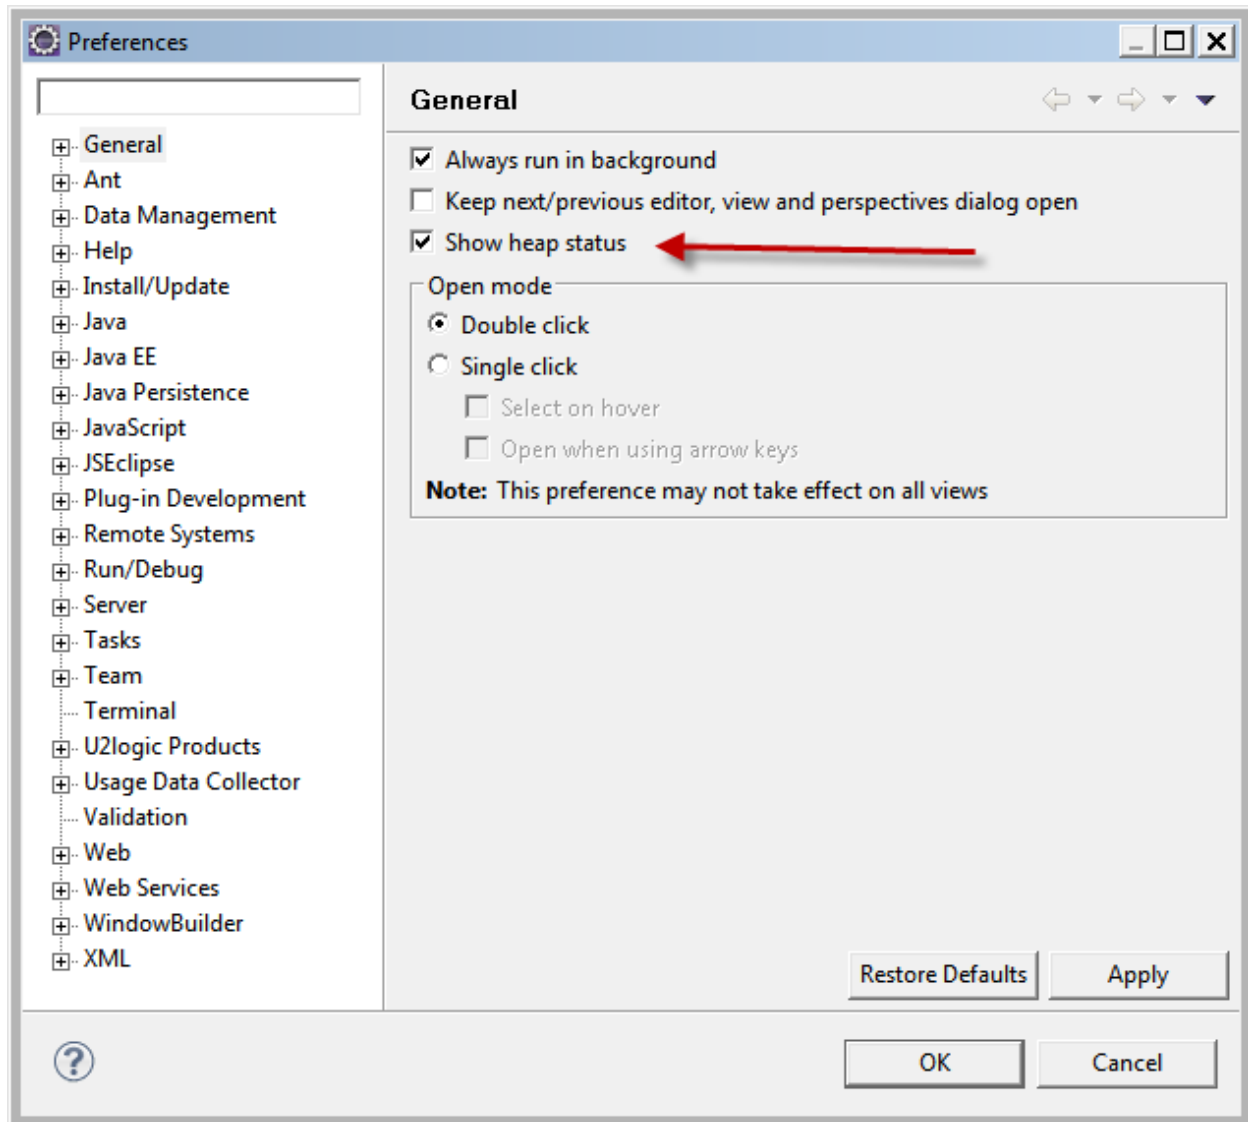 Preferences
General
Ant
Data Management
Help
Install/Update
Java
Java EE
Java Persistence
JavaScript
JSEclipse
Plug-in Development
Remote Systems
Run/Debug
Server
Tasks
Team
Terminal
U2logic Products
Usage Data Collector
Validation
Web
Web Services
WindowBuilder
XML
General
Always run in background
Keep next/previous editor, view and perspectives dialog open
Show heap status
Open mode
Double click
Single click
Select on hover
Open when using arrow keys
Note: This preference may not take effect on all views
Restore Defaults Apply
? OK Cancel